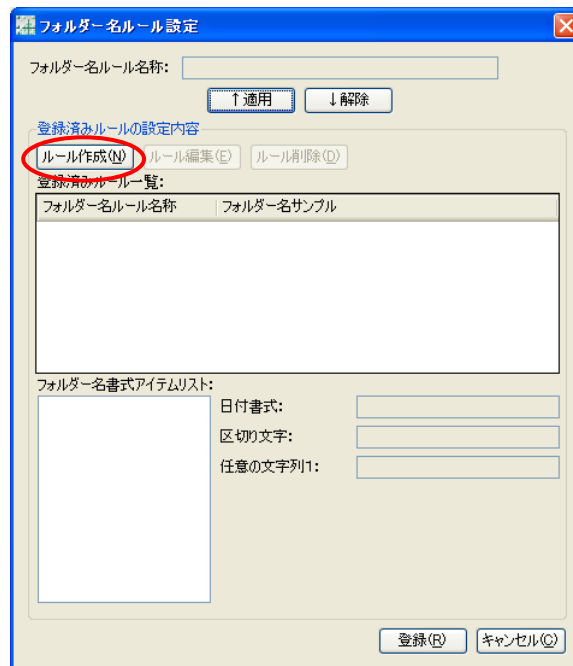 フォルダー名ルール設定
フォルダー名ルール名称:
↑適用 ↓解除
登録済みルールの設定内容
ルール作成(N) ルール編集(E) ルール削除(D)
登録済みルール一覧:
フォルダー名ルール名称 フォルダー名サンプル
フォルダー名書式アイテムリスト:
日付書式:
区切り文字:
任意の文字列1:
登録(R) キャンセル(C)